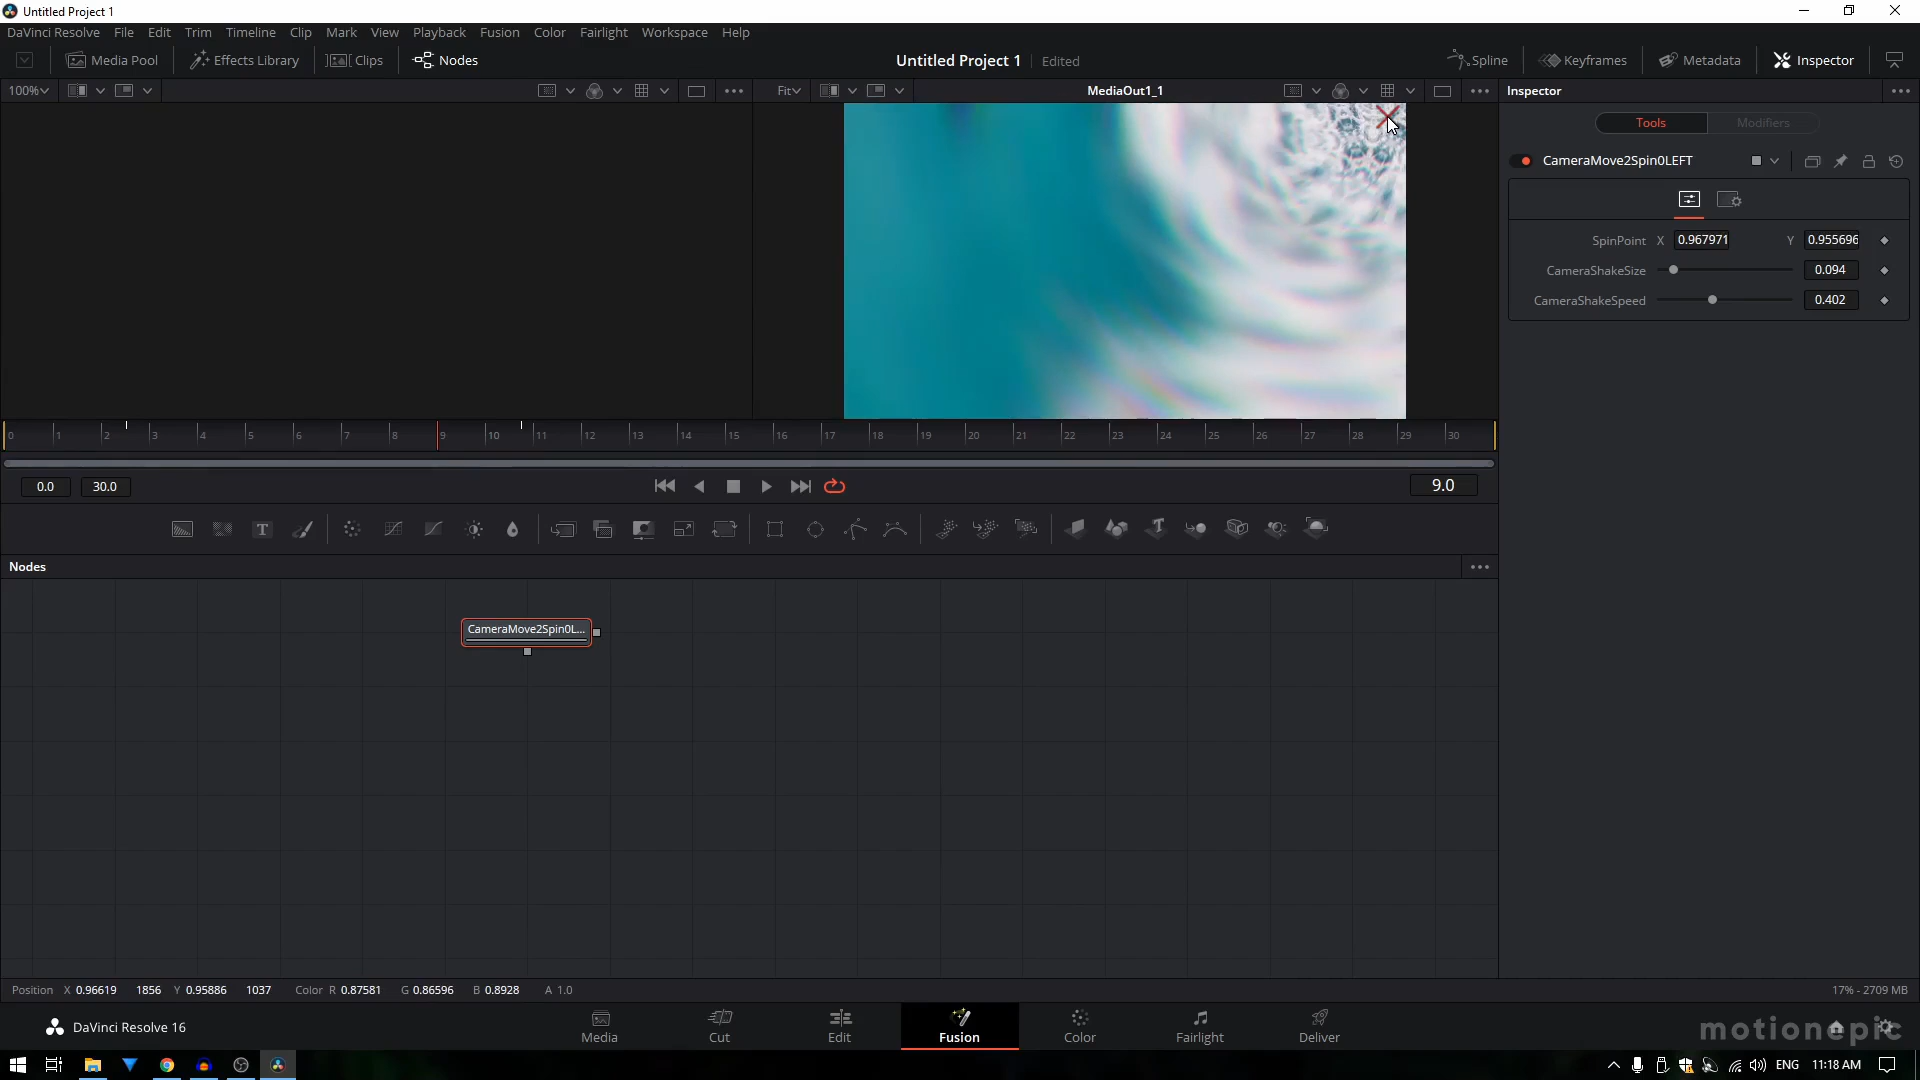 Untitled Project 1
DaVinci Resolve File Edit Trim Timeline Clip Mark View Playback Fusion Color Fairlight Workspace Help
Media Pool Effects Library Clips Nodes Untitled Project 1 Edited Spline Keyframes Metadata Inspector
100% Fit MediaOut1_1 Inspector
Tools Modifiers
CameraMove2Spin0LEFT
SpinPoint X 0.967971 Y 0.955696
CameraShakeSize 0.094
CameraShakeSpeed 0.402
0 1 2 3 4 5 6 7 8 9 10 11 12 13 14 15 16 17 18 19 20 21 22 23 24 25 26 27 28 29 30
0.0 30.0 9.0
Nodes
CameraMove2Spin0L...
Position X 0.96619 1856 Y 0.95886 1037 Color R 0.87581 G 0.86596 B 0.8928 A 1.0 17% - 2709 MB
DaVinci Resolve 16 Media Cut Edit Fusion Color Fairlight Deliver motionepic
ENG 11:18 AM